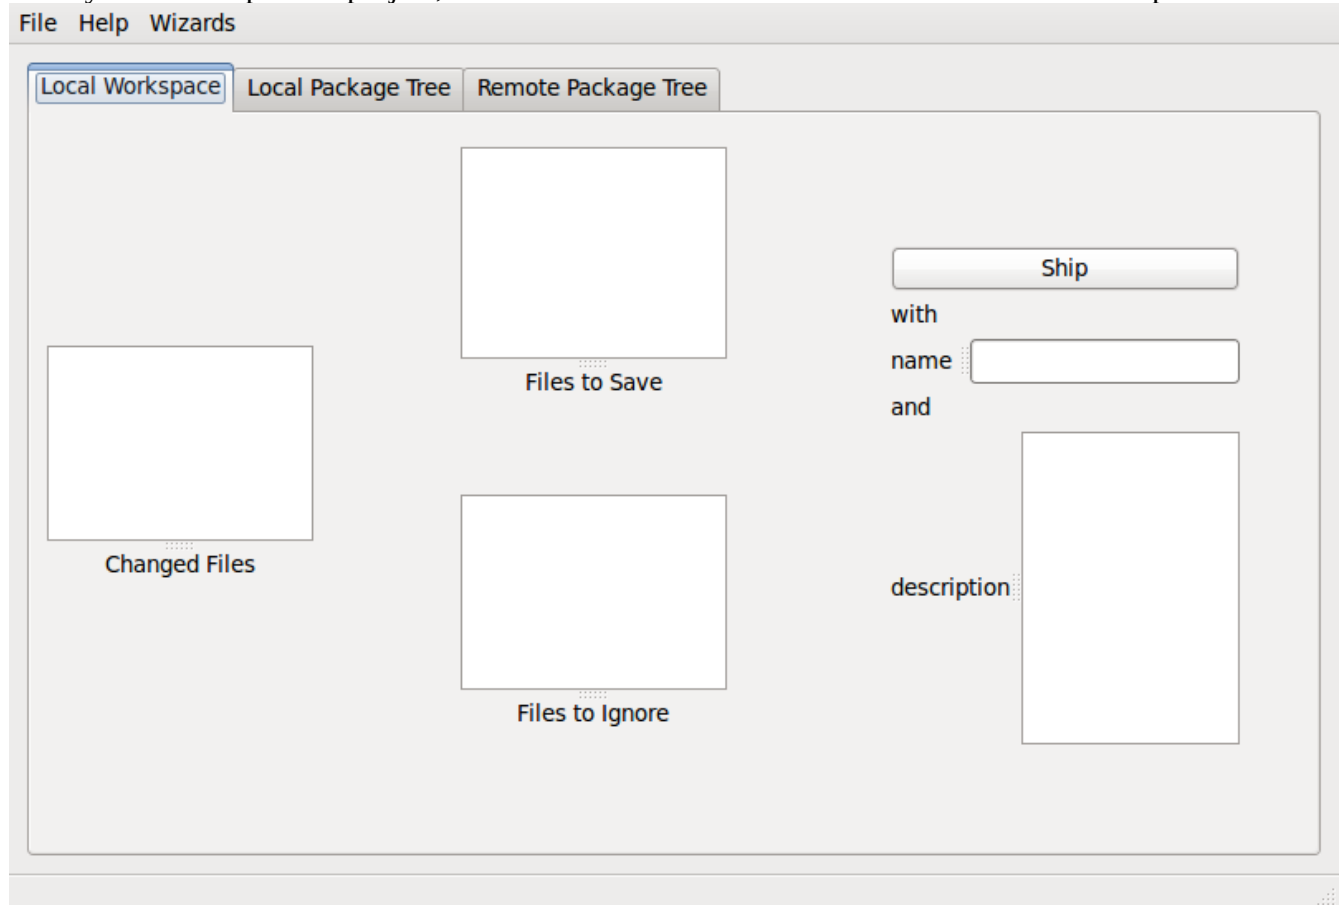 File Help Wizards
Local Workspace Local Package Tree Remote Package Tree
Ship
with
name
Files to Save
and
Changed Files
description
Files to Ignore